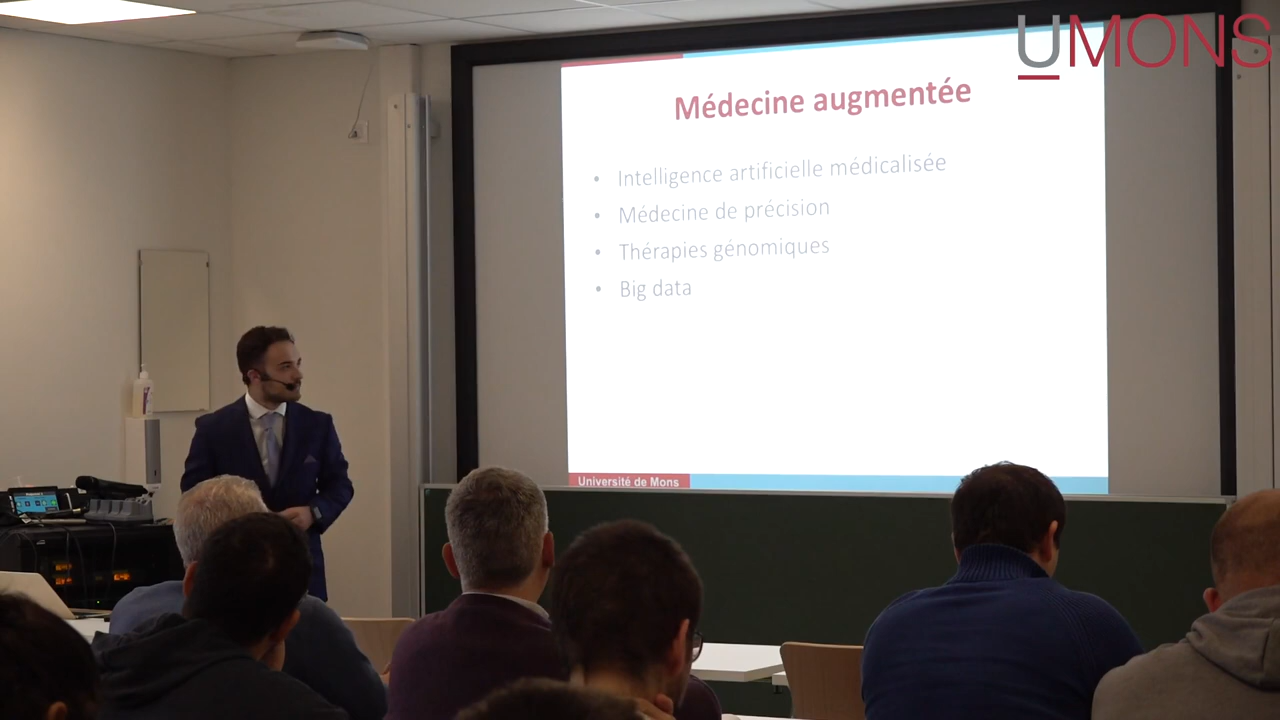 UMONS
Médecine augmentée
• Intelligence artificielle médicalisée
• Médecine de précision
• Thérapies génomiques
• Big data
Université de Mons